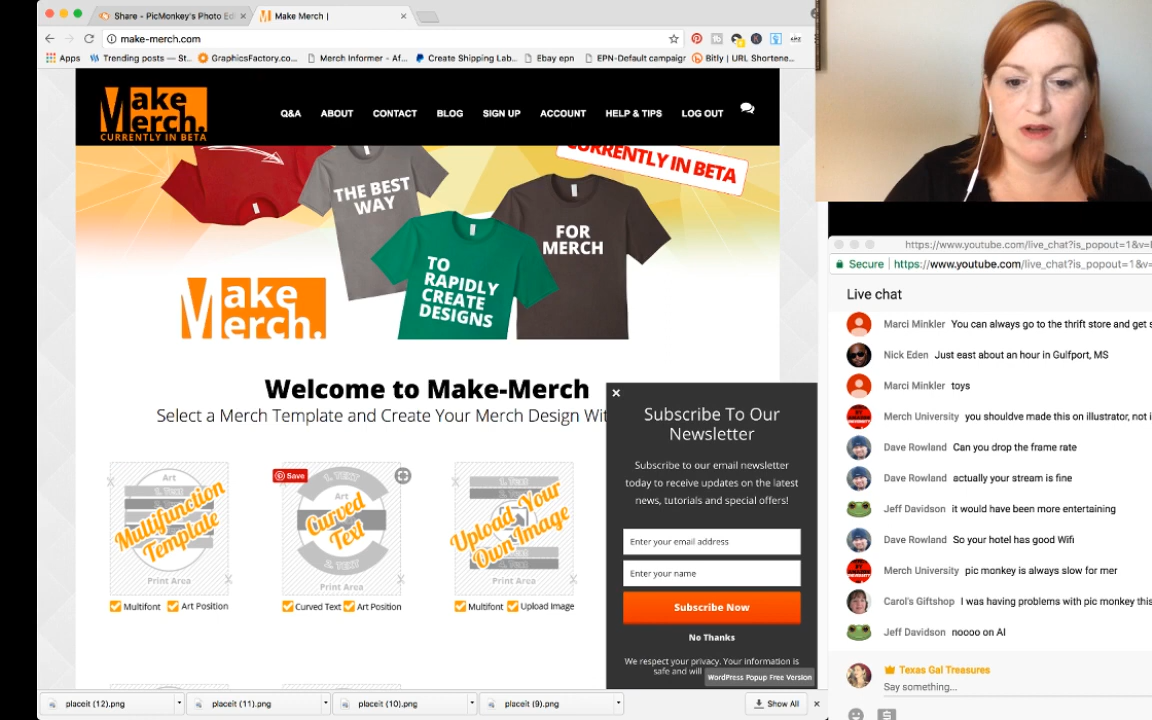 Share - PicMonkey's Photo Ed
Make Merch |
make-merch.com
Apps
Trending posts — St...
GraphicsFactory.co...
Merch Informer - Af...
Create Shipping Lab...
Ebay epn
EPN-Default campaign
Bitly | URL Shortene...
Make Merch.
CURRENTLY IN BETA
Q&A
ABOUT
CONTACT
BLOG
SIGN UP
ACCOUNT
HELP & TIPS
LOG OUT
CURRENTLY IN BETA
THE BEST WAY
TO RAPIDLY CREATE DESIGNS
FOR MERCH
Make Merch.
Welcome to Make-Merch
Select a Merch Template and Create Your Merch Design Wit
Art
1. Text
Multifunction Template
Print Area
Multifont
Art Position
Save
1. TEXT
Art
Curved Text
2. TEXT
Print Area
Curved Text
Art Position
1. Text
Upload Your Own Image
Print Area
Multifont
Upload Image
Subscribe To Our
Newsletter
Subscribe to our email newsletter
today to receive updates on the latest
news, tutorials and special offers!
Enter your email address
Enter your name
Subscribe Now
No Thanks
We respect your privacy. Your information is
safe and will
WordPress Popup Free Version
placeit (12).png
placeit (11).png
placeit (10).png
placeit (9).png
Show All
https://www.youtube.com/live_chat?is_popout=1&v=
Secure
https://www.youtube.com/live_chat?is_popout=1&v=
Live chat
Marci Minkler You can always go to the thrift store and get s
Nick Eden Just east about an hour in Gulfport, MS
Marci Minkler toys
Merch University you shouldve made this on illustrator, not i
Dave Rowland Can you drop the frame rate
Dave Rowland actually your stream is fine
Jeff Davidson it would have been more entertaining
Dave Rowland So your hotel has good Wifi
Merch University pic monkey is always slow for mer
Carol's Giftshop I was having problems with pic monkey this
Jeff Davidson noooo on AI
Texas Gal Treasures
Say something...